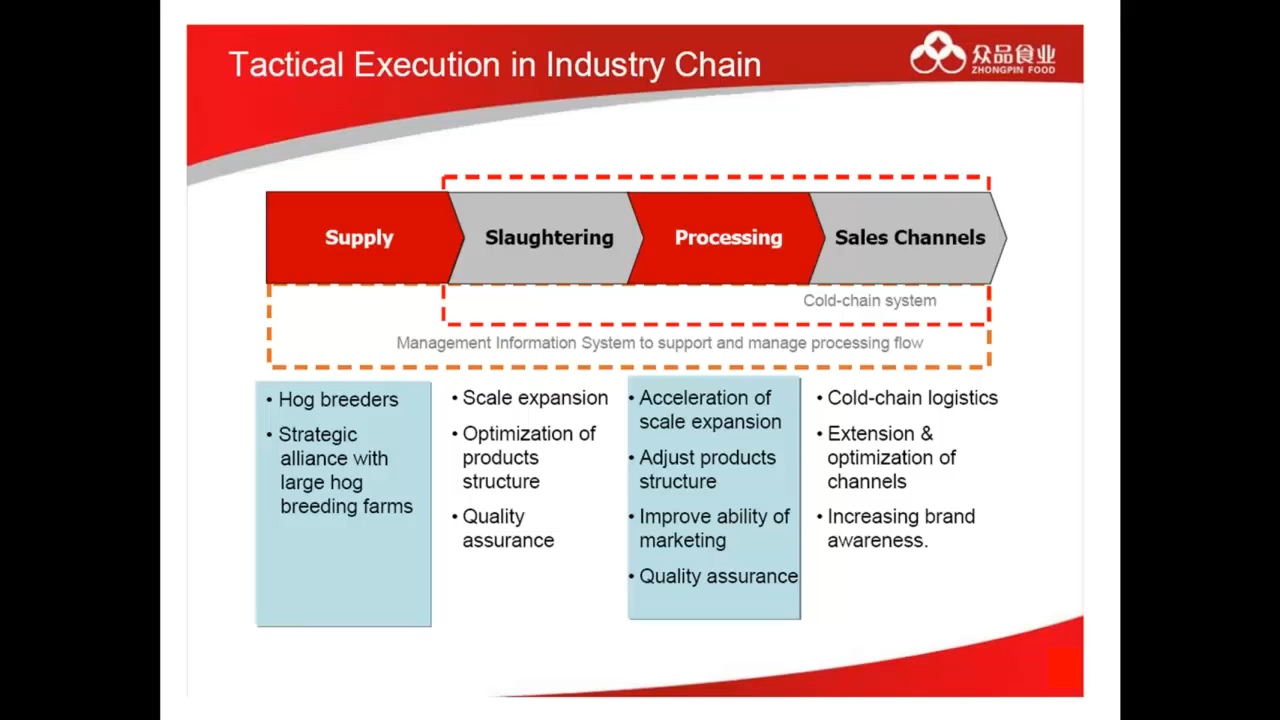 Tactical Execution in Industry Chain
众品食业
ZHONGPIN FOOD
Supply
Slaughtering
Processing
Sales Channels
Cold-chain system
Management Information System to support and manage processing flow
• Hog breeders
• Strategic
alliance with
large hog
breeding farms
• Scale expansion
• Optimization of
products
structure
• Quality
assurance
• Acceleration of
scale expansion
• Adjust products
structure
• Improve ability of
marketing
• Quality assurance
• Cold-chain logistics
• Extension &
optimization of
channels
• Increasing brand
awareness.